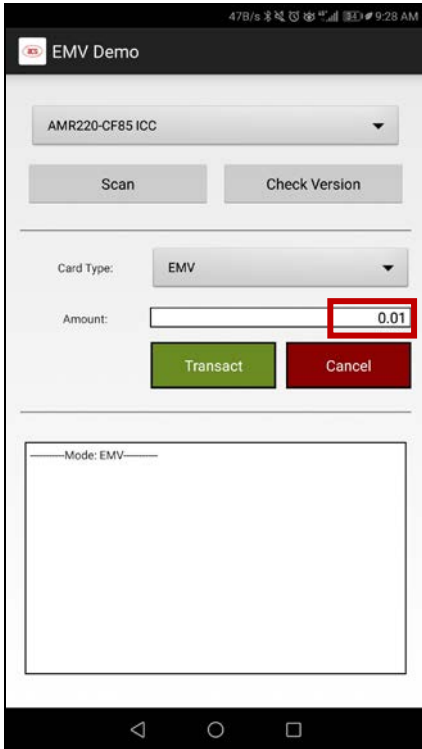 47B/s 9:28 AM
ACS EMV Demo
AMR220-CF85 ICC
Scan Check Version
Card Type: EMV
Amount: 0.01
Transact Cancel
———Mode: EMV———